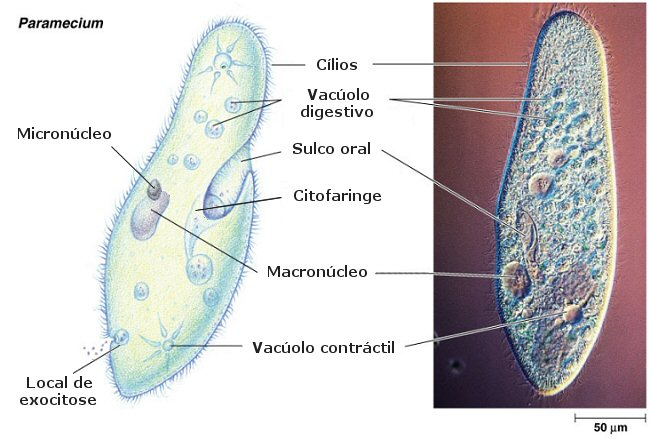 Paramecium
Cílios
Vacúolo
digestivo
Micronúcleo
Sulco oral
Citofaringe
Macronúcleo
Vacúolo contráctil
Local de
exocitose
50 µm